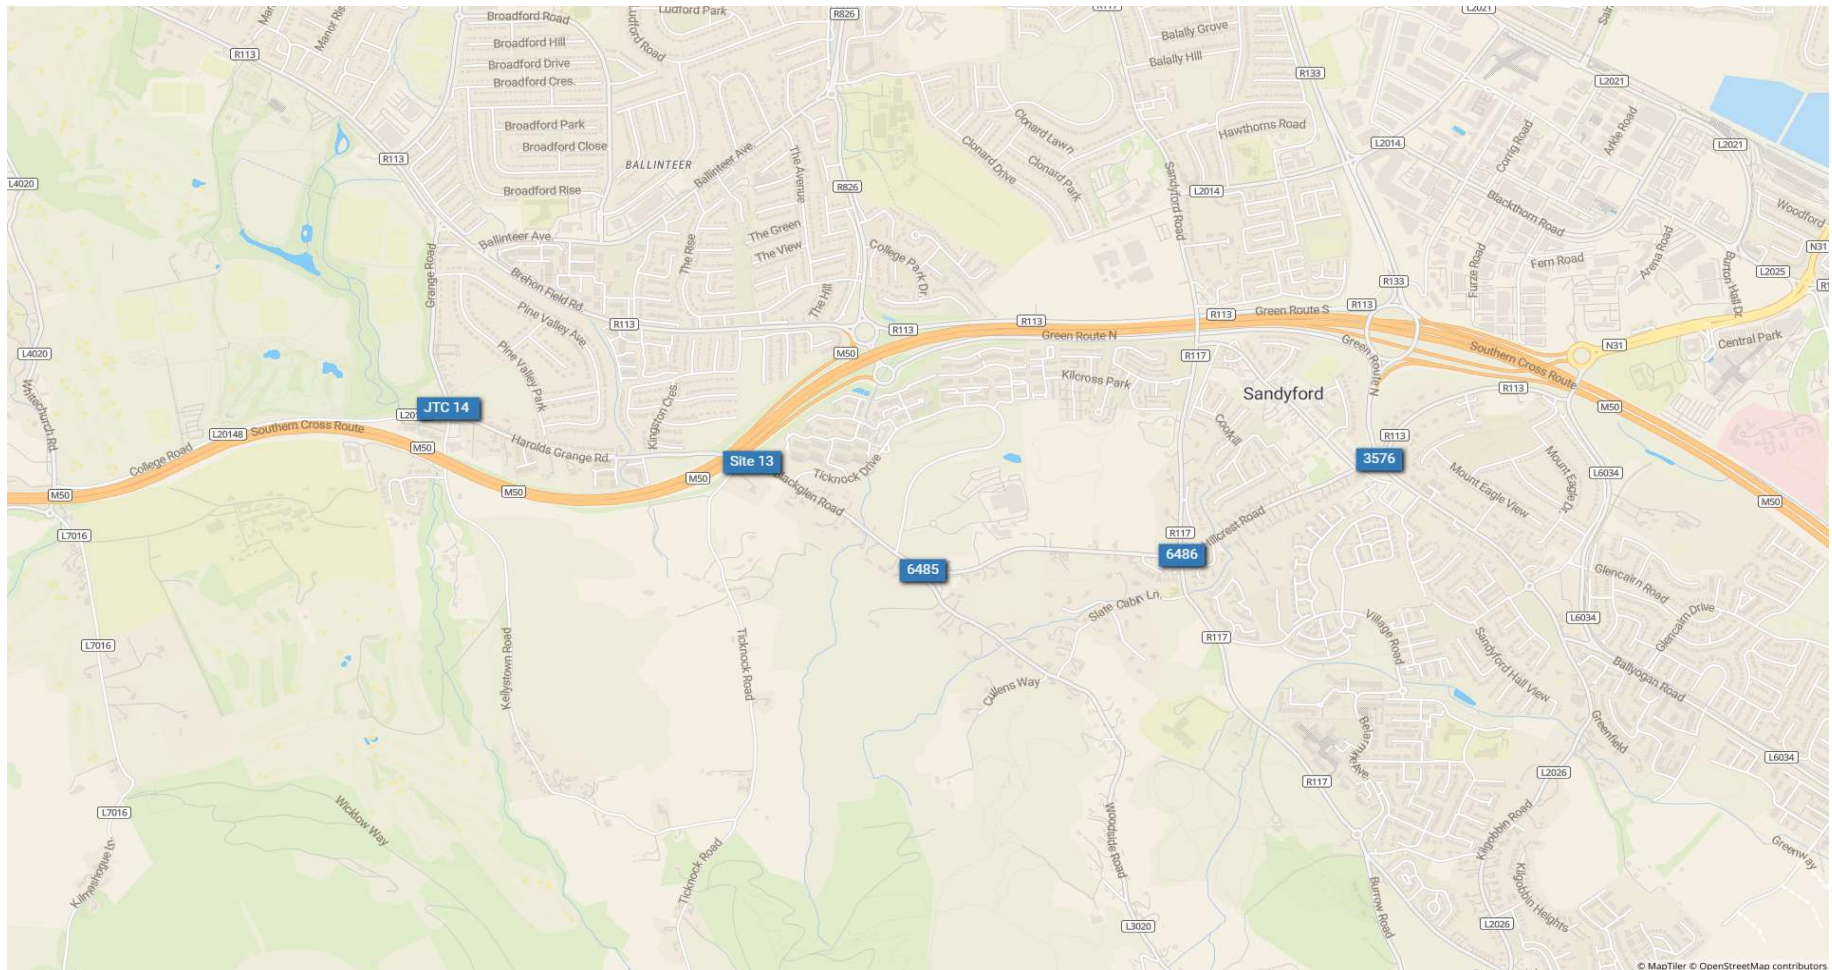 Broadford Road
Ludford Park
R826
R117
L2021
Manor Rise
Ludford Road
Balally Grove
R113
Broadford Hill
Balally Hill
Broadford Drive
R133
L2021
Broadford Cres.
Broadford Park
Clonard Lawn
Hawthorns Road
Corrig Road
Arkle Road
Broadford Close
L2014
L2021
R113
BALLINTEER
Ballinteer Ave.
The Avenue
Clonard Drive
Clonard Park
Sandyford Road
L4020
Broadford Rise
R826
L2014
Blackthorn Road
Woodford
Ballinteer Ave.
The Green
The View
The Rise
College Park Dr.
Grange Road
Brehon Field Rd.
Furze Road
Fern Road
Arena Road
N31
L2025
Burton Hall Dr.
R133
The Hill
Pine Valley Ave.
R113
R113
R113
R113
Green Route S
R113
Green Route N
Green Route N
L4020
Pine Valley Park
M50
R117
Southern Cross Route
N31
Central Park
Kilcross Park
Sandyford
R113
Whitechurch Rd
JTC 14
Kingston Cres.
M50
L20148
Southern Cross Route
Cookill
R113
College Road
M50
Harolds Grange Rd.
Site 13
3576
Mount Eagle View
Mount Eagle Dr.
L6034
M50
M50
M50
Ticknock Drive
Blackglen Road
M50
L7016
R117
Hillcrest Road
6486
6485
Glencairn Road
Slate Cabin Ln.
Village Road
L6034
Glencairn Drive
R117
L7016
Kellystown Road
Ticknock Road
Sandyford Hall View
Ballyogan Road
Cullens Way
Greenfield
Belarmine Ave.
L6034
R117
L2026
L7016
Wicklow Way
Woodside Road
Kilgobbin Road
Greenway
Kilmashogue Ln.
Ticknock Road
Burrow Road
Kilgobbin Heights
L3020
L2026
© MapTiler © OpenStreetMap contributors